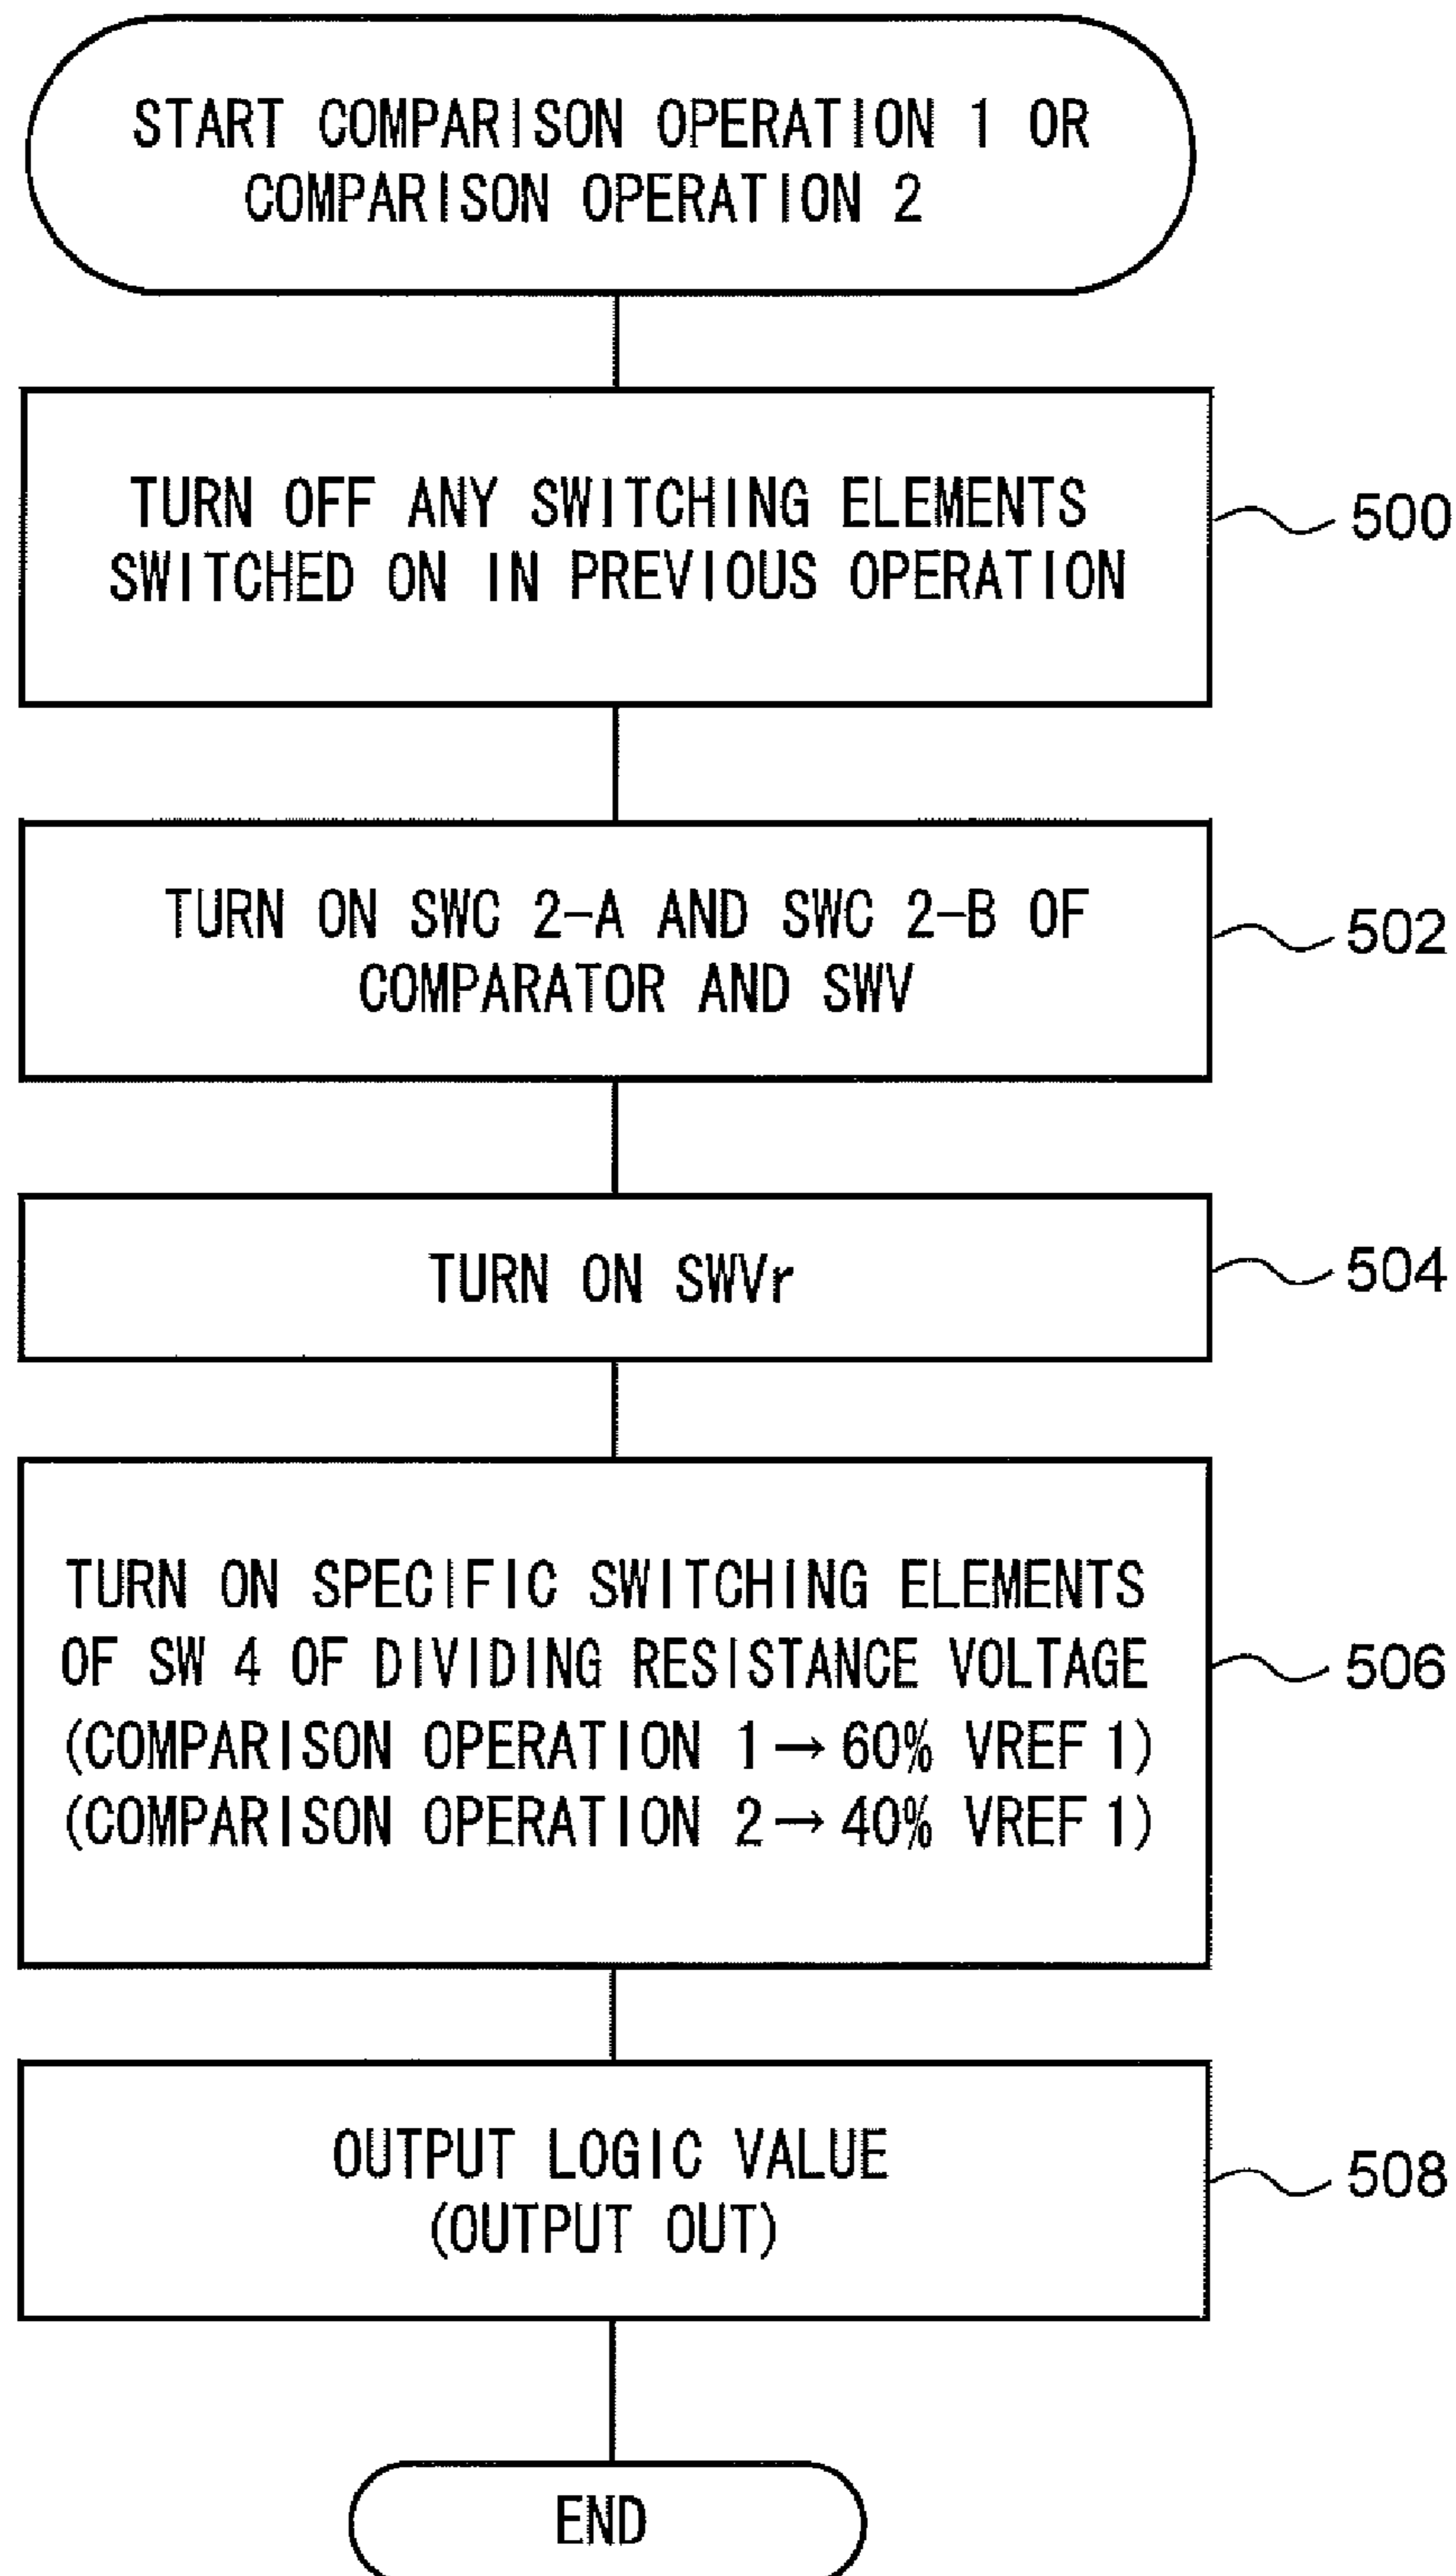 START COMPARISON OPERATION 1 OR
COMPARISON OPERATION 2
TURN OFF ANY SWITCHING ELEMENTS
SWITCHED ON IN PREVIOUS OPERATION
500
TURN ON SWC 2-A AND SWC 2-B OF
COMPARATOR AND SWV
502
TURN ON SWVr
504
TURN ON SPECIFIC SWITCHING ELEMENTS
OF SW 4 OF DIVIDING RESISTANCE VOLTAGE
(COMPARISON OPERATION 1→60% VREF 1)
(COMPARISON OPERATION 2→40% VREF 1)
506
OUTPUT LOGIC VALUE
(OUTPUT OUT)
508
END